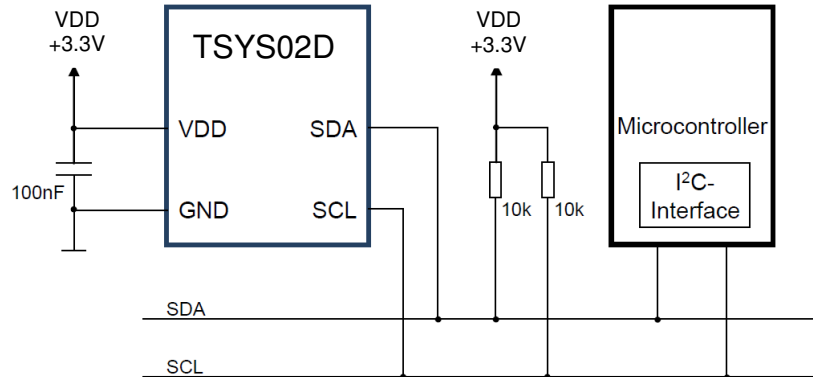 VDD
+3.3V
TSYS02D
VDD
+3.3V
VDD
SDA
100nF
GND
SCL
10k
10k
Microcontroller
I²C-
Interface
SDA
SCL